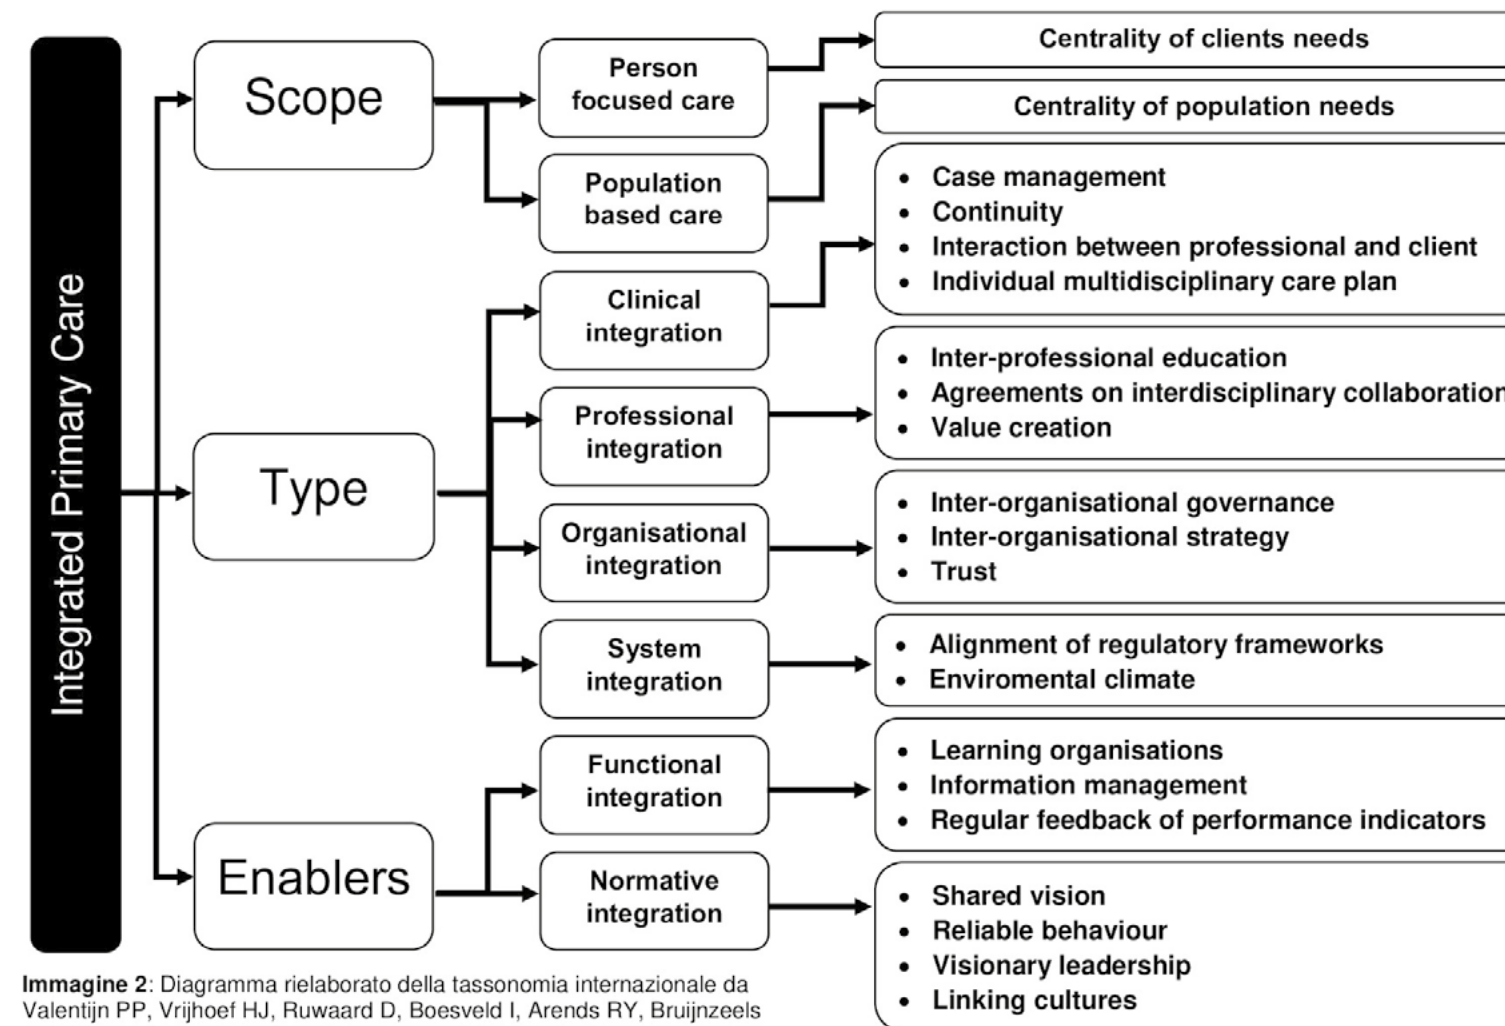 Integrated Primary Care
Scope
Person
focused care
Centrality of clients needs
Population
based care
Centrality of population needs
Type
Clinical
integration
• Case management
• Continuity
• Interaction between professional and client
• Individual multidisciplinary care plan
Professional
integration
• Inter-professional education
• Agreements on interdisciplinary collaboration
• Value creation
Organisational
integration
• Inter-organisational governance
• Inter-organisational strategy
• Trust
System
integration
• Alignment of regulatory frameworks
• Enviromental climate
Enablers
Functional
integration
• Learning organisations
• Information management
• Regular feedback of performance indicators
Normative
integration
• Shared vision
• Reliable behaviour
• Visionary leadership
• Linking cultures
Immagine 2: Diagramma rielaborato della tassonomia internazionale da
Valentijn PP, Vrijhoef HJ, Ruwaard D, Boesveld I, Arends RY, Bruijnzeels